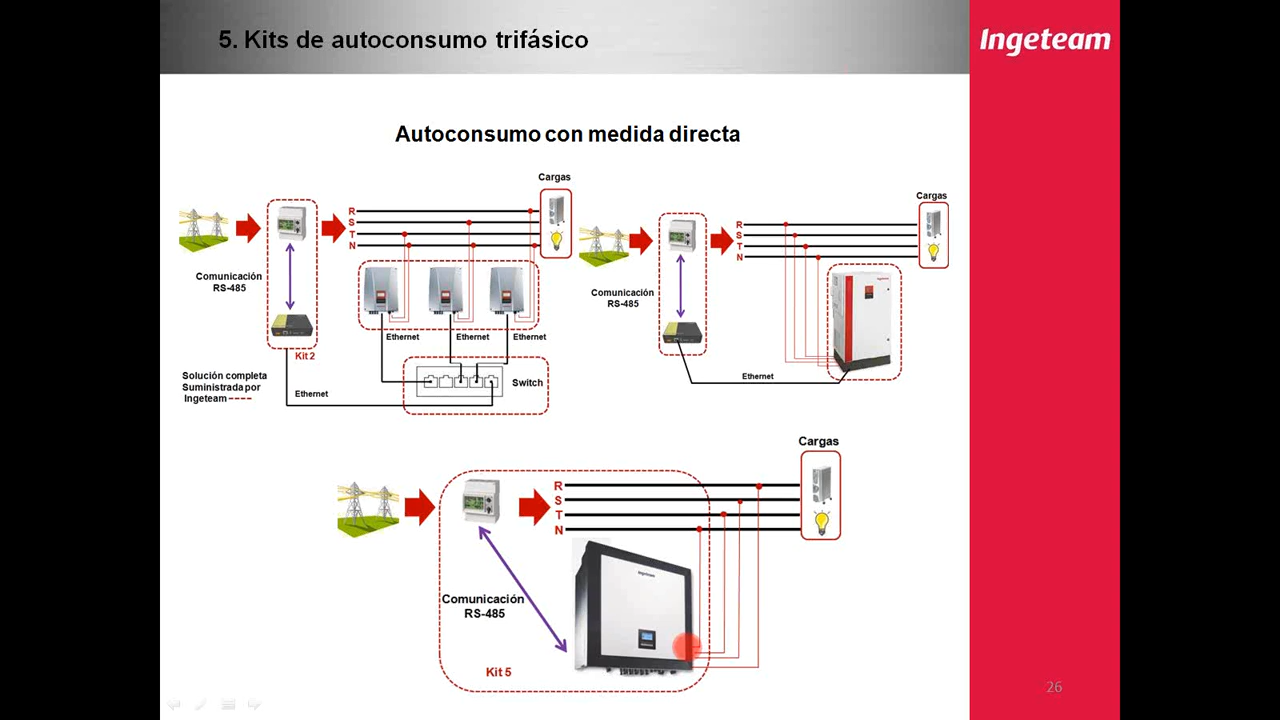 5. Kits de autoconsumo trifásico
Ingeteam
Autoconsumo con medida directa
Cargas
R
S
T
N
Comunicación
RS-485
Kit 2
Ethernet
Ethernet
Ethernet
Switch
Solución completa
Suministrada por
Ingeteam
Ethernet
Cargas
R
S
T
N
Comunicación
RS-485
Ethernet
Cargas
R
S
T
N
Ingeteam
Comunicación
RS-485
Kit 5
26